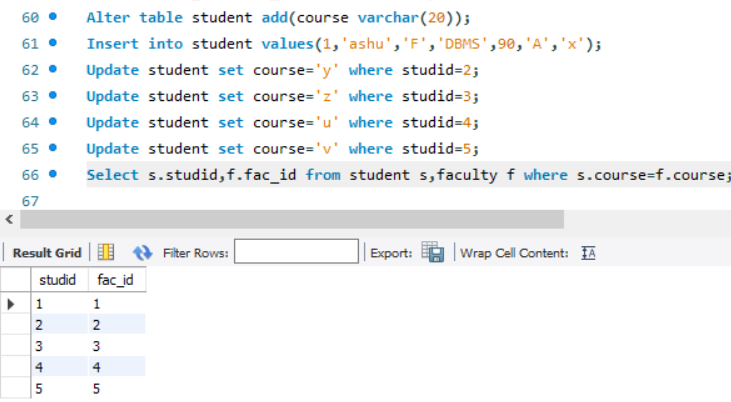 60 Alter table student add(course varchar(20));
61 Insert into student values(1,'ashu','F','DBMS',90,'A','x');
62 Update student set course='y' where studid=2;
63 Update student set course='z' where studid=3;
64 Update student set course='u' where studid=4;
65 Update student set course='v' where studid=5;
66 Select s.studid,f.fac_id from student s,faculty f where s.course=f.course;
67
Result Grid Filter Rows: Export: Wrap Cell Content:
studid fac_id
1 1
2 2
3 3
4 4
5 5